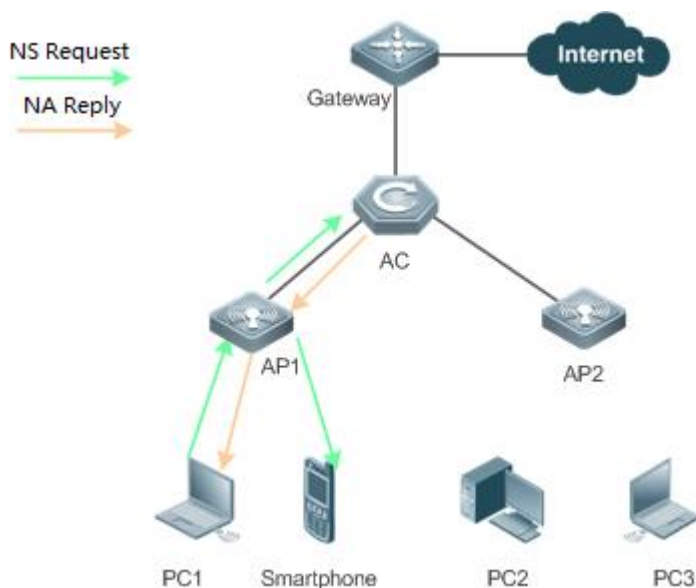 NS Request
NA Reply
Internet
Gateway
AC
AP1
AP2
PC1
Smartphone
PC2
PC3